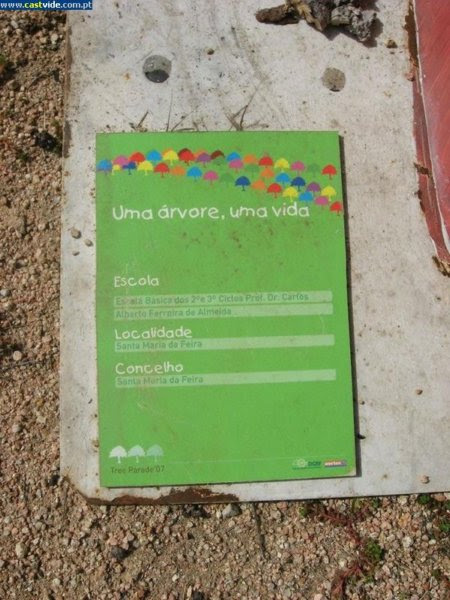 www.castvide.com.pt
Uma árvore, uma vida
Escola
Escola Básica dos 2º e 3º Ciclos Prof. Dr. Carlos
Alberto Ferreira de Almeida
Localidade
Santa Maria da Feira
Concelho
Santa Maria da Feira
Tree Parade'07